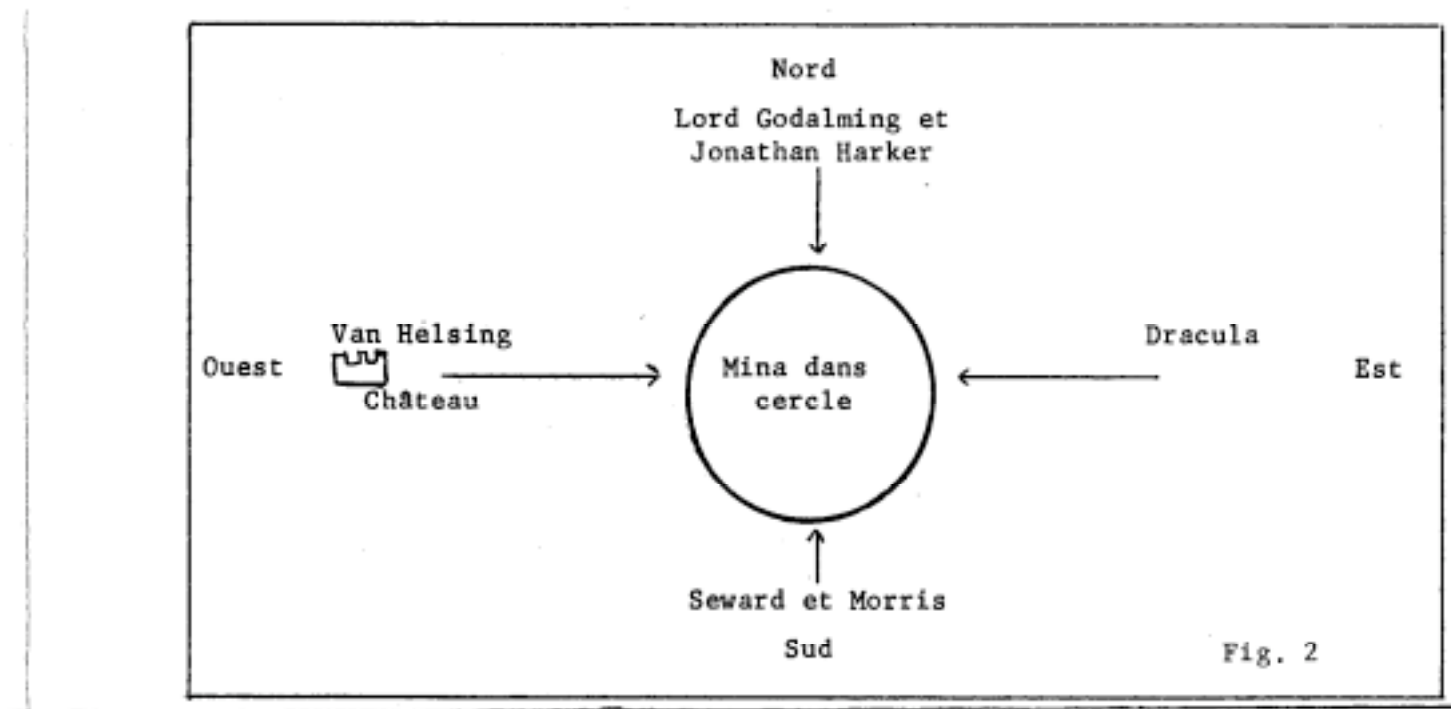 Nord
Lord Godalming et
Jonathan Harker
Van Helsing
Dracula
Ouest
Mina dans
Est
Château
cercle
Seward et Morris
Sud
Fig. 2